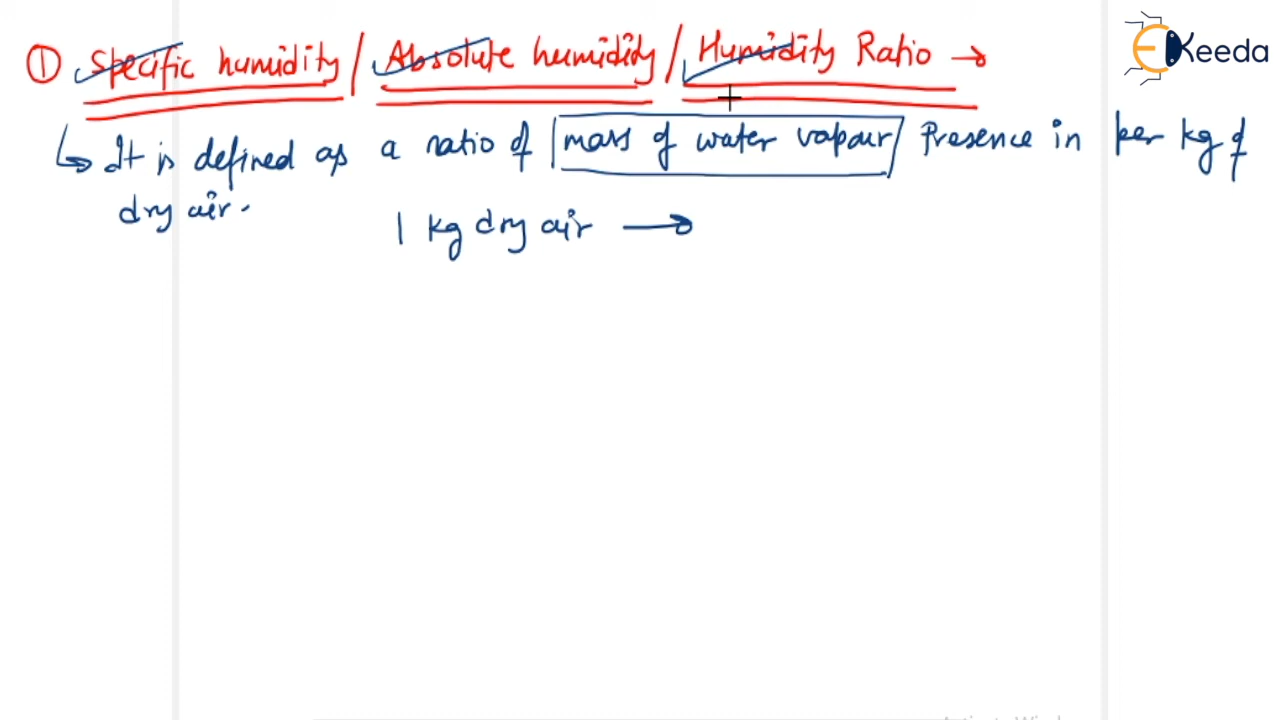 ① Specific humidity / Absolute humidity / Humidity Ratio →
↳ It is defined as a ratio of mass of water vapour / Presence in per kg of
dry air.
1 kg dry air →
EKeeda